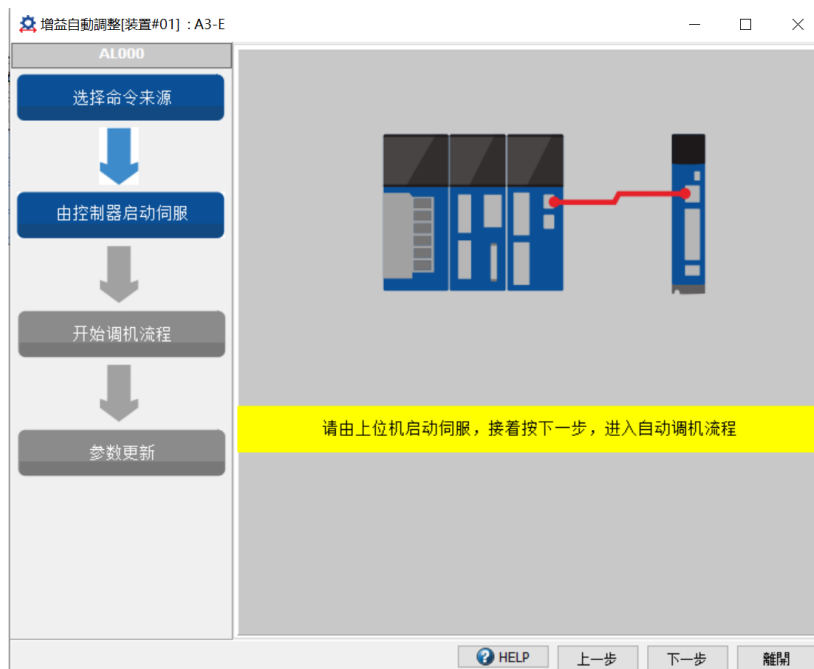 增益自動調整[装置#01] : A3-E
AL000
选择命令来源
由控制器启动伺服
开始调机流程
参数更新
请由上位机启动伺服，接着按下一步，进入自动调机流程
HELP
上一步
下一步
離開